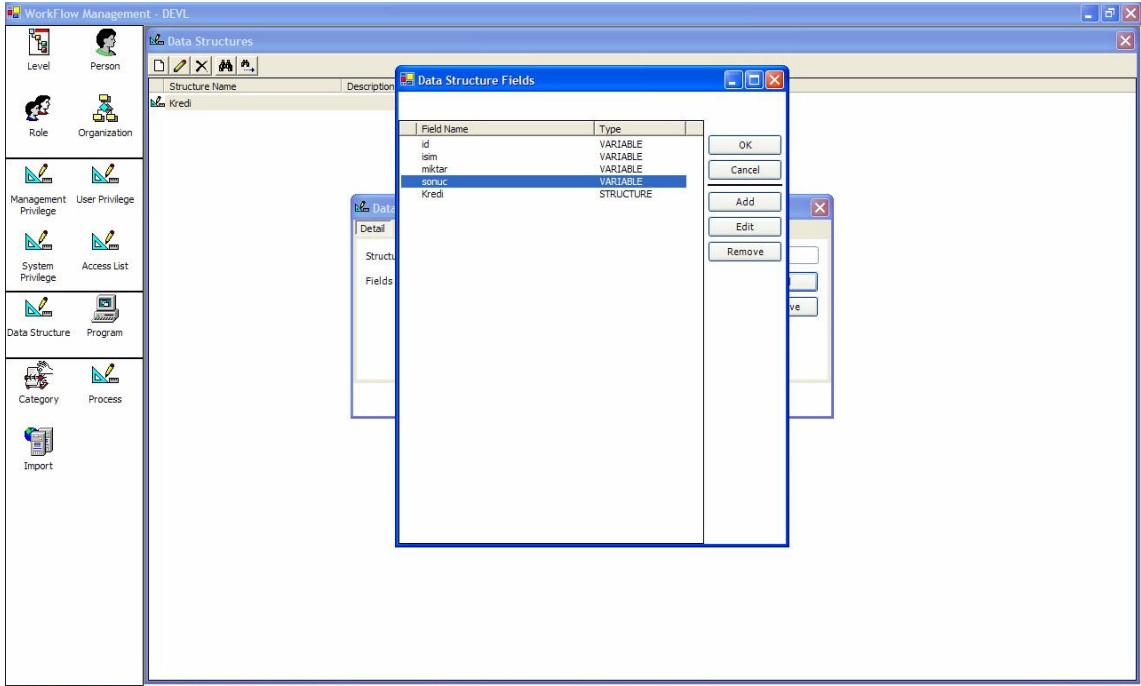 WorkFlow Management - DEVL
Level Person
Role Organization
Management Privilege User Privilege
System Privilege Access List
Data Structure Program
Category Process
Import
Data Structures
Structure Name Description
Kredi
Data
Detail
Structu
Fields
ve
Data Structure Fields
Field Name Type
id VARIABLE
isim VARIABLE
miktar VARIABLE
sonuc VARIABLE
Kredi STRUCTURE
OK
Cancel
Add
Edit
Remove